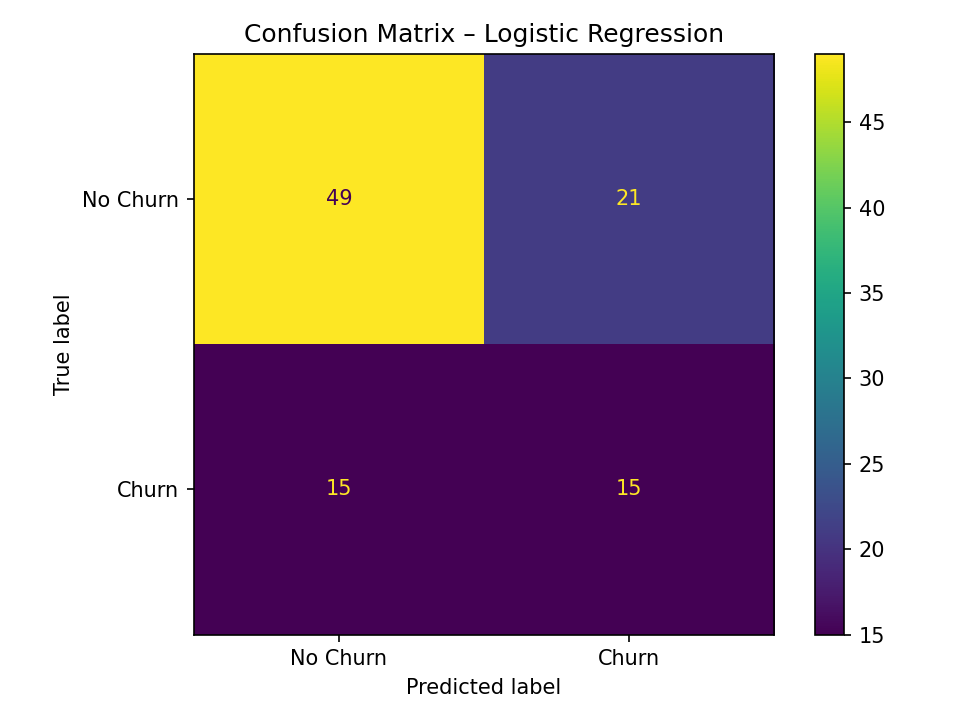 Confusion Matrix – Logistic Regression
True label
No Churn
49
21
Churn
15
15
No Churn
Churn
Predicted label
45
40
35
30
25
20
15